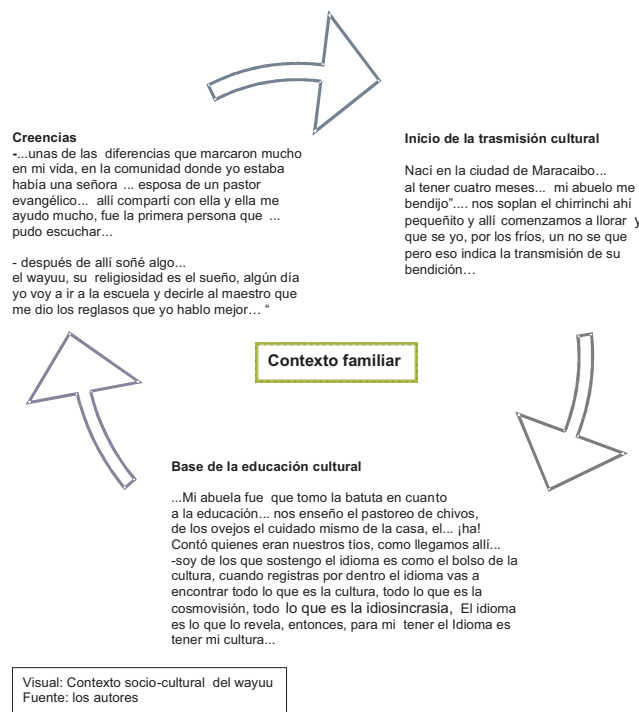 Creencias
-...unas de las diferencias que marcaron mucho
en mi vida, en la comunidad donde yo estaba
había una señora ... esposa de un pastor
evangélico... allí compartí con ella y ella me
ayudo mucho, fue la primera persona que ...
pudo escuchar...
- después de allí soñé algo...
el wayuu, su religiosidad es el sueño, algún día
yo voy a ir a la escuela y decirle al maestro que
me dio los reglasos que yo hablo mejor... “
Inicio de la trasmisión cultural
Nací en la ciudad de Maracaibo...
al tener cuatro meses... mi abuelo me
bendijo”.... nos soplan el chirrinchi ahí
pequeñito y allí comenzamos a llorar y
que se yo, por los fríos, un no se que
pero eso indica la transmisión de su
bendición…
Contexto familiar
Base de la educación cultural
...Mi abuela fue que tomo la batuta en cuanto
a la educación... nos enseño el pastoreo de chivos,
de los ovejos el cuidado mismo de la casa, el... ¡ha!
Contó quienes eran nuestros tíos, como llegamos allí...
-soy de los que sostengo el idioma es como el bolso de la
cultura, cuando registras por dentro el idioma vas a
encontrar todo lo que es la cultura, todo lo que es la
cosmovisión, todo lo que es la idiosincrasia, El idioma
es lo que lo revela, entonces, para mi tener el Idioma es
tener mi cultura...
Visual: Contexto socio-cultural del wayuu
Fuente: los autores